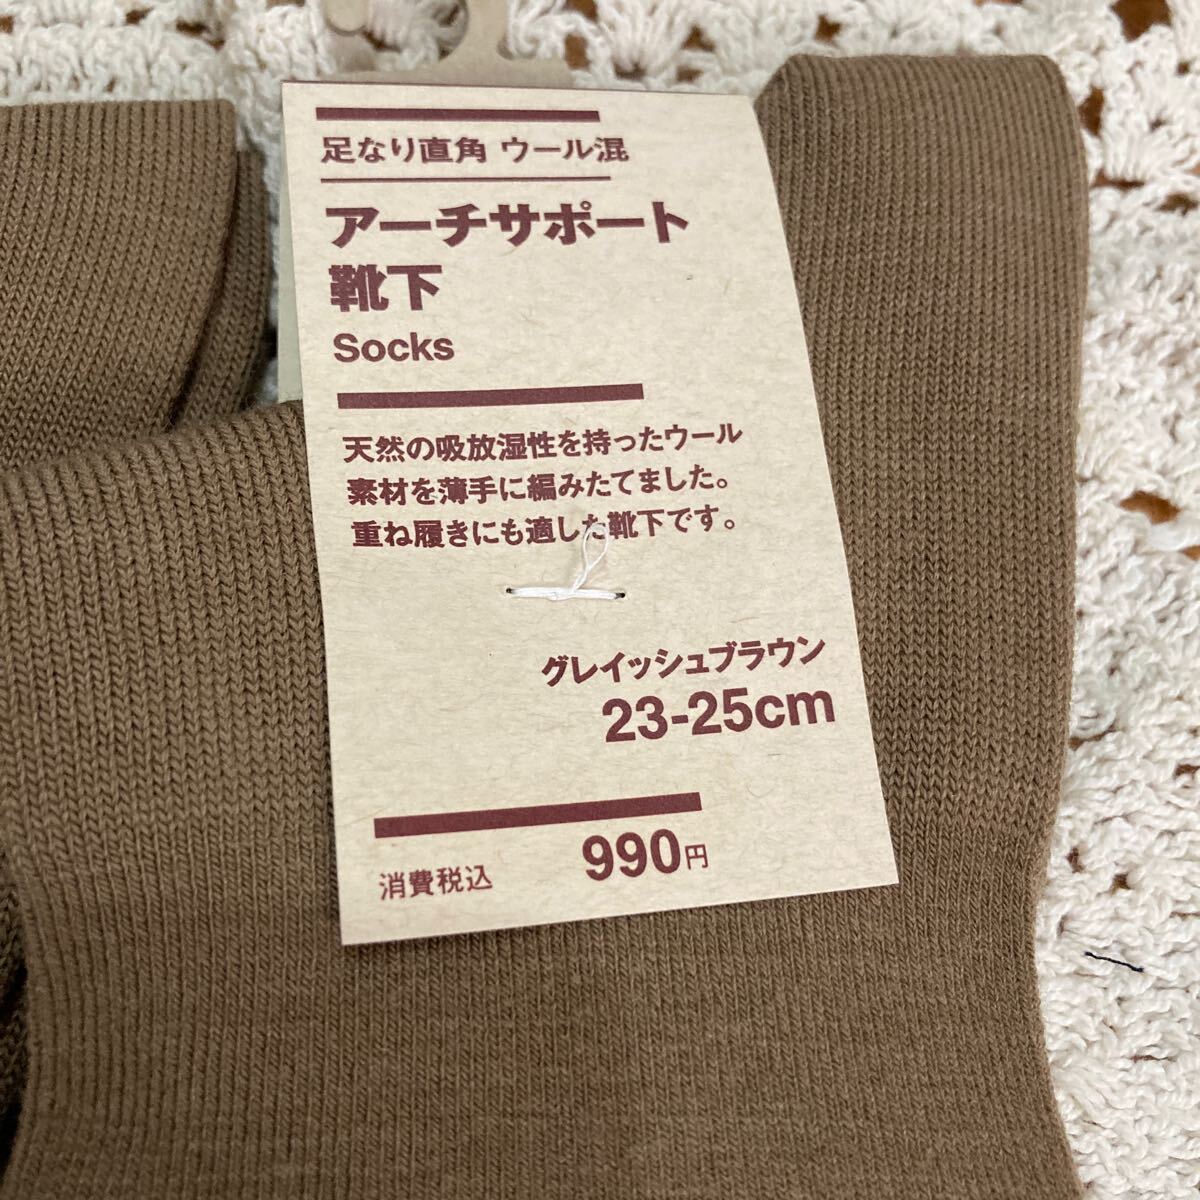 足なり直角 ウール混
アーチサポート
靴下
Socks
天然の吸放湿性を持ったウール
素材を薄手に編みたてました。
重ね履きにも適した靴下です。
グレイッシュブラウン
23-25cm
消費税込 990円